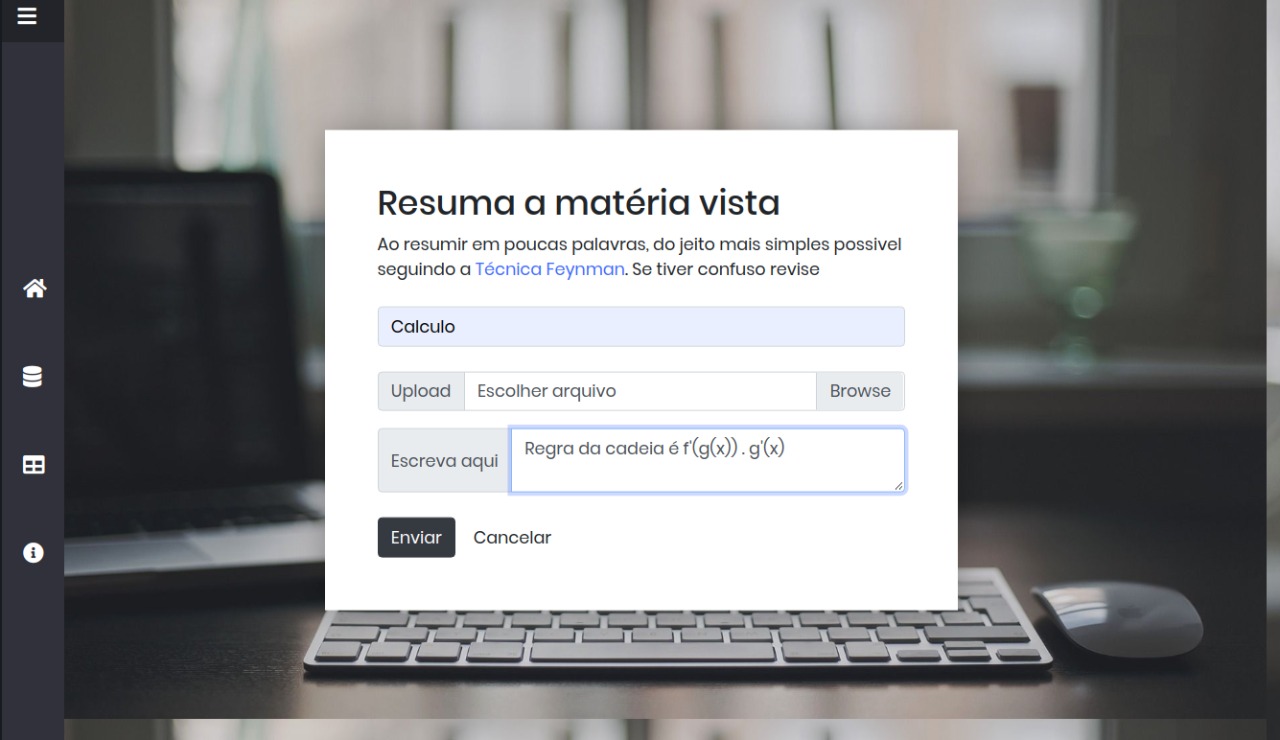 Resuma a matéria vista
Ao resumir em poucas palavras, do jeito mais simples possivel
seguindo a Técnica Feynman. Se tiver confuso revise
Calculo
Upload Escolher arquivo Browse
Escreva aqui Regra da cadeia é f'(g(x)) . g'(x)
Enviar Cancelar